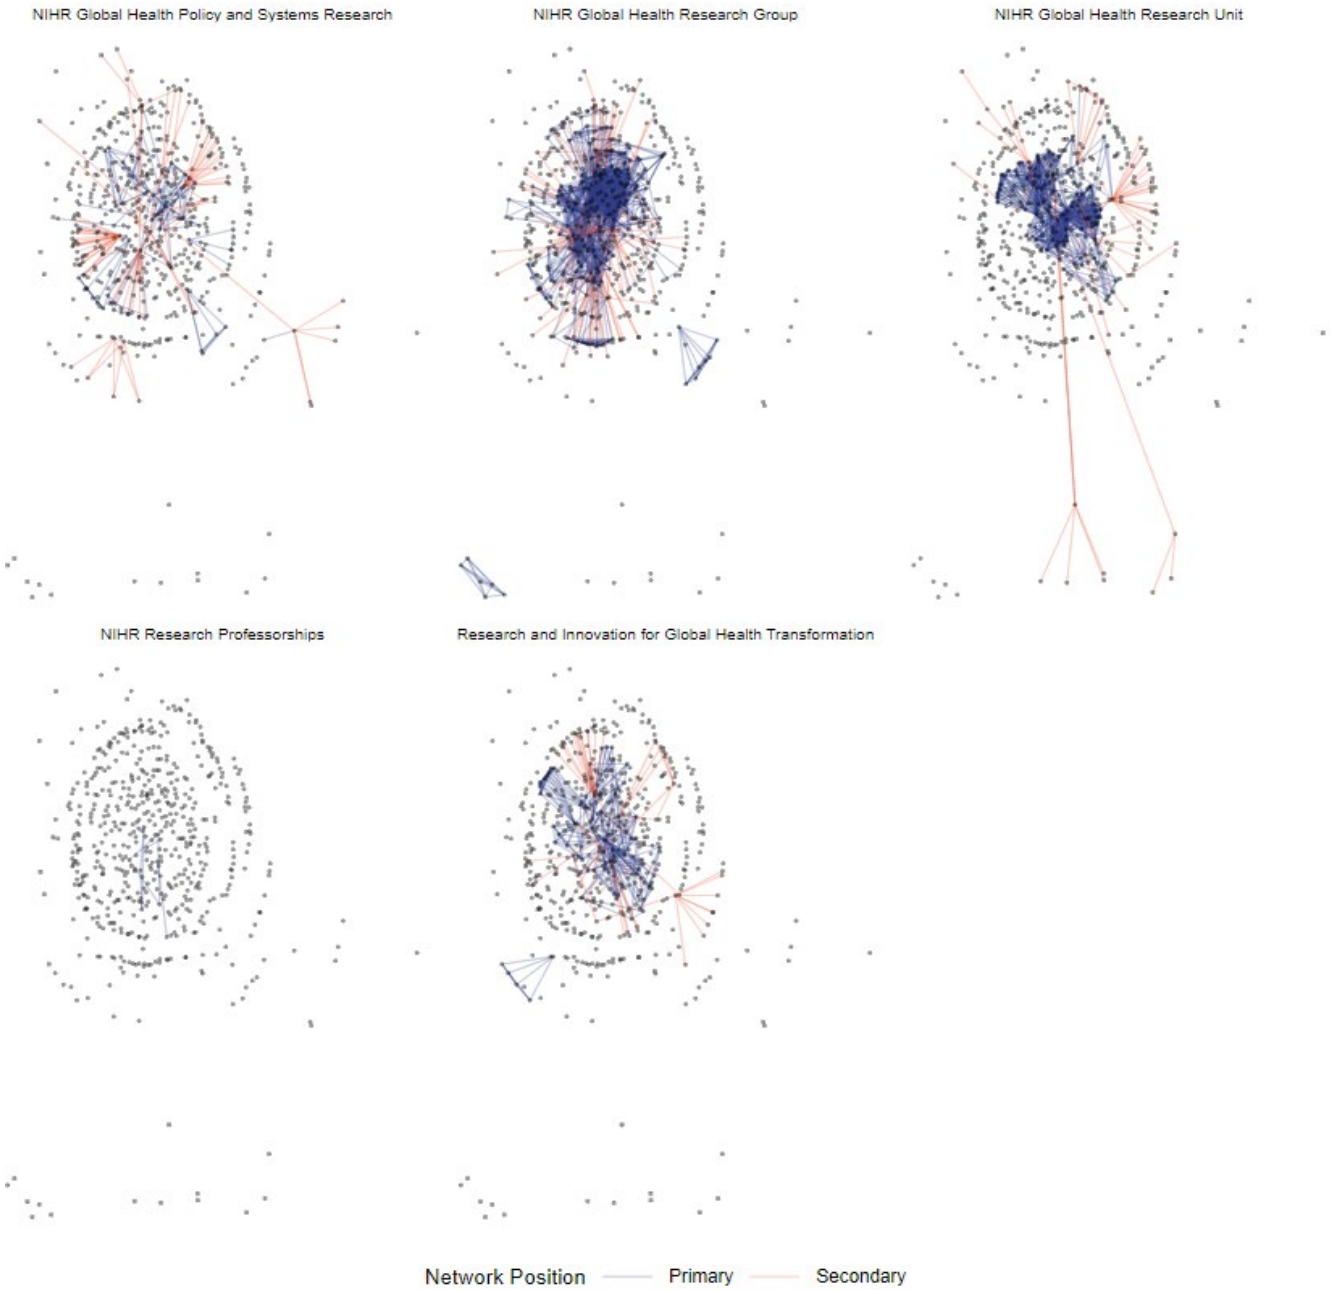 NIHR Global Health Policy and Systems Research
NIHR Global Health Research Group
NIHR Global Health Research Unit
NIHR Research Professorships
Research and Innovation for Global Health Transformation
Network Position Primary Secondary